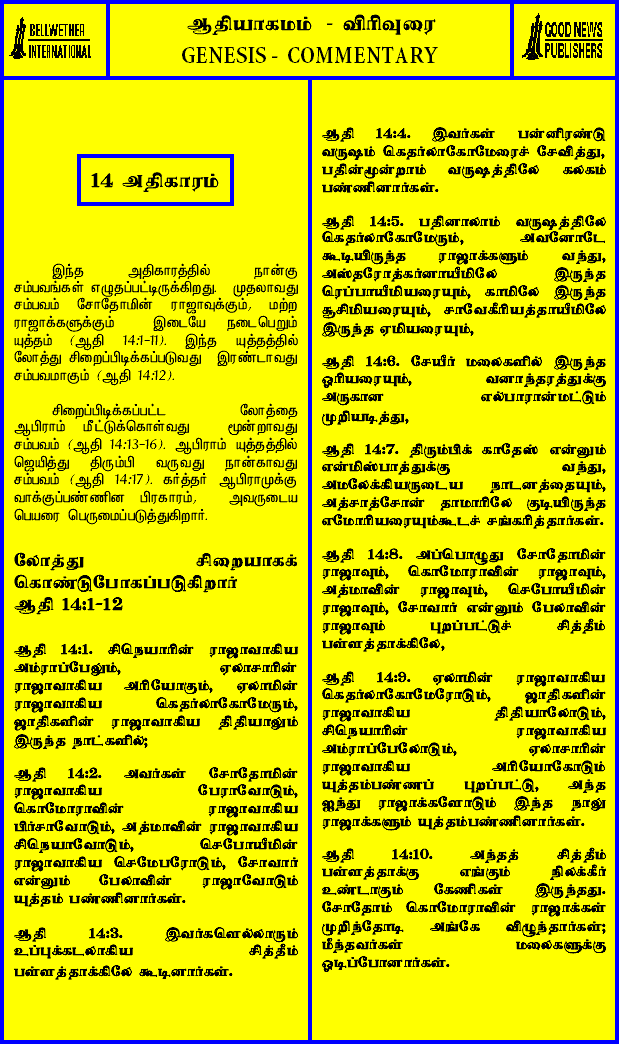 BELLWETHER
INTERNATIONAL
ஆதியாகமம் - விரிவுரை
GENESIS - COMMENTARY
GOOD NEWS
PUBLISHERS
14 அதிகாரம்
இந்த அதிகாரத்தில் நான்கு
சம்பவங்கள் எழுதப்பட்டிருக்கிறது. முதலாவது
சம்பவம் சோதோமின் ராஜாவுக்கும், மற்ற
ராஜாக்களுக்கும் இடையே நடைபெறும்
யுத்தம் (ஆதி 14:1-11). இந்த யுத்தத்தில்
லோத்து சிறைப்பிடிக்கப்படுவது இரண்டாவது
சம்பவமாகும் (ஆதி 14:12).
சிறைப்பிடிக்கப்பட்ட லோத்தை
ஆபிராம் மீட்டுக்கொள்வது மூன்றாவது
சம்பவம் (ஆதி 14:13-16). ஆபிராம் யுத்தத்தில்
ஜெயித்து திரும்பி வருவது நான்காவது
சம்பவம் (ஆதி 14:17). கர்த்தர் ஆபிராமுக்கு
வாக்குப்பண்ணின பிரகாரம், அவருடைய
பெயரை பெருமைப்படுத்துகிறார்.
லோத்து சிறையாகக்
கொண்டுபோகப்படுகிறார்
ஆதி 14:1-12
ஆதி 14:1. சிநெயாரின் ராஜாவாகிய
அம்ராப்பேலும், ஏலாசாரின்
ராஜாவாகிய அரியோகும், ஏலாமின்
ராஜாவாகிய கெதர்லாகோமேரும்,
ஜாதிகளின் ராஜாவாகிய திதியாலும்
இருந்த நாட்களில்;
ஆதி 14:2. அவர்கள் சோதோமின்
ராஜாவாகிய பேராவோடும்,
கொமோராவின் ராஜாவாகிய
பிர்சாவோடும், அத்மாவின் ராஜாவாகிய
சிநெயாவோடும், செபோயீமின்
ராஜாவாகிய செமேபரோடும், சோவார்
என்னும் பேலாவின் ராஜாவோடும்
யுத்தம் பண்ணினார்கள்.
ஆதி 14:3. இவர்களெல்லாரும்
உப்புக்கடலாகிய சித்தீம்
பள்ளத்தாக்கிலே கூடினார்கள்.
ஆதி 14:4. இவர்கள் பன்னிரண்டு
வருஷம் கெதர்லாகோமேரைச் சேவித்து,
பதின்மூன்றாம் வருஷத்திலே கலகம்
பண்ணினார்கள்.
ஆதி 14:5. பதினாலாம் வருஷத்திலே
கெதர்லாகோமேரும், அவனோடே
கூடியிருந்த ராஜாக்களும் வந்து,
அஸ்தரோத்கர்னாயீமிலே இருந்த
ரெப்பாயீமியரையும், காமிலே இருந்த
சூசிமியரையும், சாவேகீரியத்தாயீமிலே
இருந்த ஏமியரையும்,
ஆதி 14:6. சேயீர் மலைகளில் இருந்த
ஓரியரையும், வனாந்தரத்துக்கு
அருகான எல்பாரான்மட்டும்
முறியடித்து,
ஆதி 14:7. திரும்பிக் காதேஸ் என்னும்
என்மிஸ்பாத்துக்கு வந்து,
அமலேக்கியருடைய நாடனைத்தையும்,
அத்சாத்சோன் தாமாரிலே குடியிருந்த
எமோரியரையும்கூடச் சங்கரித்தார்கள்.
ஆதி 14:8. அப்பொழுது சோதோமின்
ராஜாவும், கொமோராவின் ராஜாவும்,
அத்மாவின் ராஜாவும், செபோயீமின்
ராஜாவும், சோவார் என்னும் பேலாவின்
ராஜாவும் புறப்பட்டுச் சித்தீம்
பள்ளத்தாக்கிலே,
ஆதி 14:9. ஏலாமின் ராஜாவாகிய
கெதர்லாகோமேரோடும், ஜாதிகளின்
ராஜாவாகிய திதியாலோடும்,
சிநெயாரின் ராஜாவாகிய
அம்ராப்பேலோடும், ஏலாசாரின்
ராஜாவாகிய அரியோகோடும்
யுத்தம்பண்ணப் புறப்பட்டு, அந்த
ஐந்து ராஜாக்களோடும் இந்த நாலு
ராஜாக்களும் யுத்தம்பண்ணினார்கள்.
ஆதி 14:10. அந்தத் சித்தீம்
பள்ளத்தாக்கு எங்கும் நிலக்கீர்
உண்டாகும் கேணிகள் இருந்தது.
சோதோம் கொமோராவின் ராஜாக்கள்
முறிந்தோடி அங்கே விழுந்தார்கள்;
மீந்தவர்கள் மலைகளுக்கு
ஓடிப்போனார்கள்.